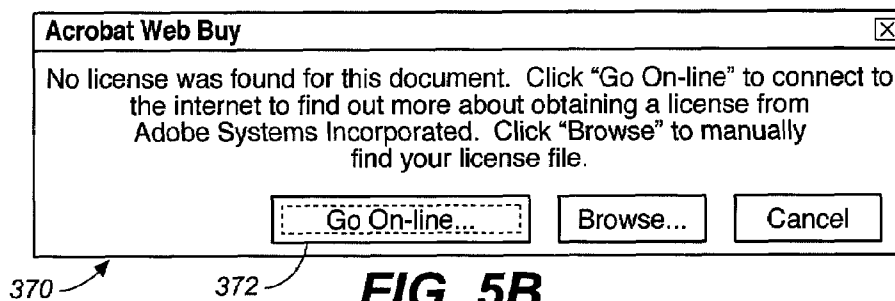 Acrobat Web Buy
No license was found for this document. Click “Go On-line” to connect to
the internet to find out more about obtaining a license from
Adobe Systems Incorporated. Click “Browse” to manually
find your license file.
Go On-line... Browse... Cancel
370 372 FIG. 5B